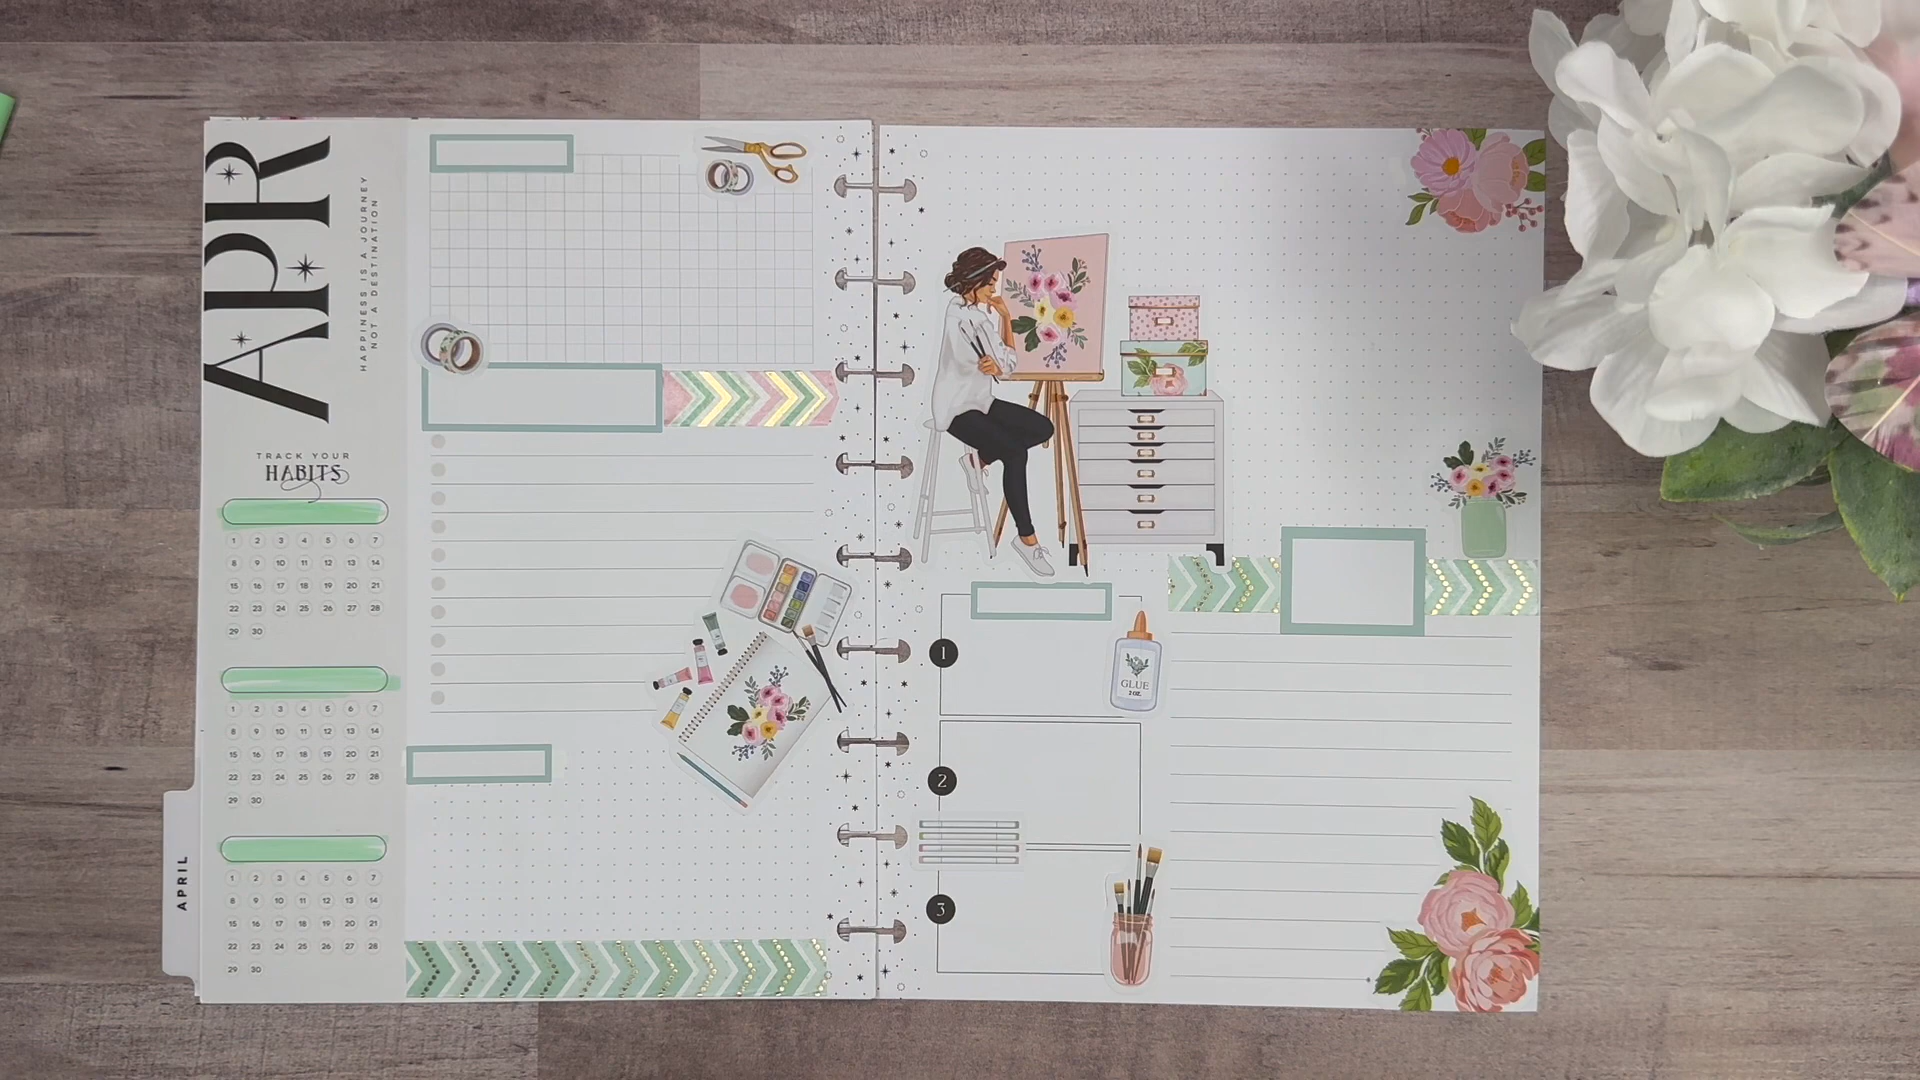 APR
HAPPINESS IS A JOURNEY
NOT A DESTINATION
TRACK YOUR
HABITS
1 2 3 4 5 6 7
8 9 10 11 12 13 14
15 16 17 18 19 20 21
22 23 24 25 26 27 28
29 30
1 2 3 4 5 6 7
8 9 10 11 12 13 14
15 16 17 18 19 20 21
22 23 24 25 26 27 28
29 30
1 2 3 4 5 6 7
8 9 10 11 12 13 14
15 16 17 18 19 20 21
22 23 24 25 26 27 28
29 30
APRIL
1
GLUE
2 OZ.
2
3